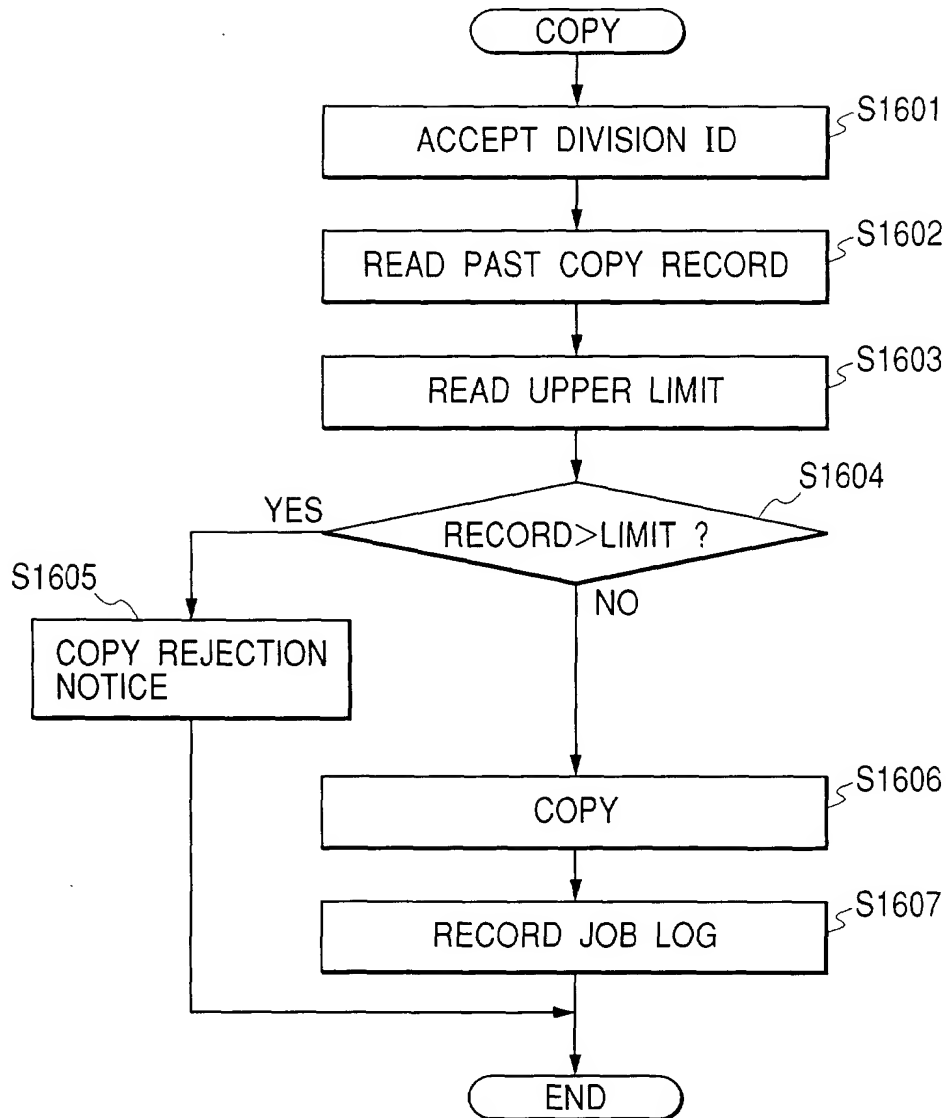 COPY
S1601
ACCEPT DIVISION ID
S1602
READ PAST COPY RECORD
S1603
READ UPPER LIMIT
S1604
YES
RECORD>LIMIT ?
S1605
NO
COPY REJECTION
NOTICE
S1606
COPY
S1607
RECORD JOB LOG
END